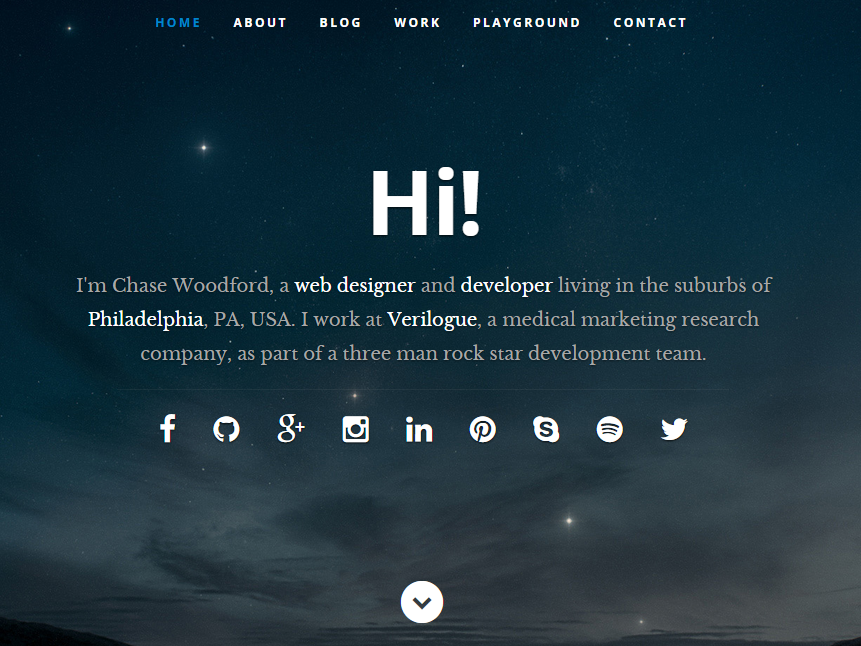 HOME ABOUT BLOG WORK PLAYGROUND CONTACT
Hi!
I'm Chase Woodford, a web designer and developer living in the suburbs of
Philadelphia, PA, USA. I work at Verilogue, a medical marketing research
company, as part of a three man rock star development team.